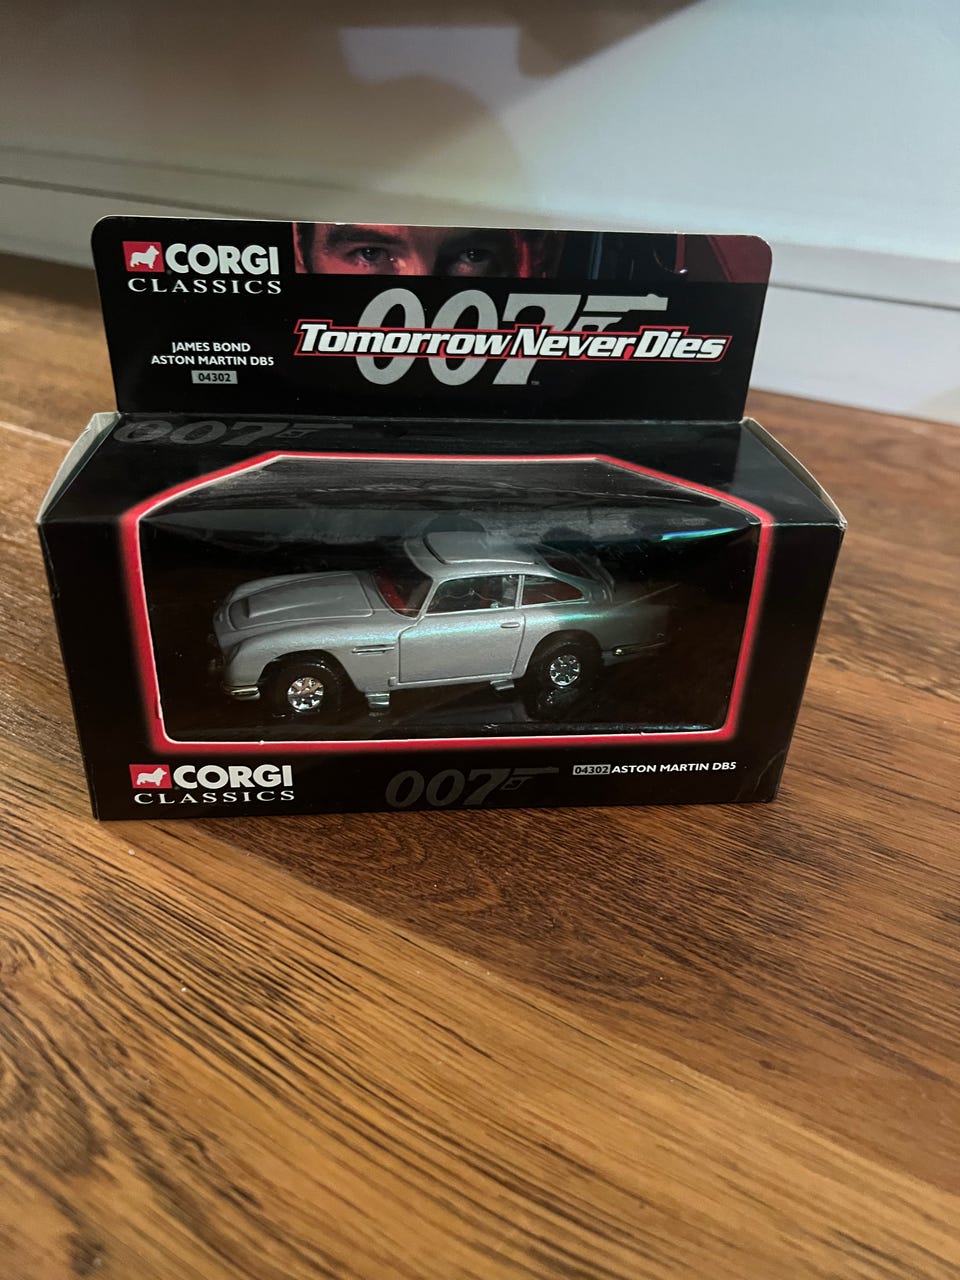 CORGI
CLASSICS
007
Tomorrow Never Dies
™
JAMES BOND
ASTON MARTIN DB5
04302
007
CORGI
CLASSICS
007
04302 ASTON MARTIN DB5